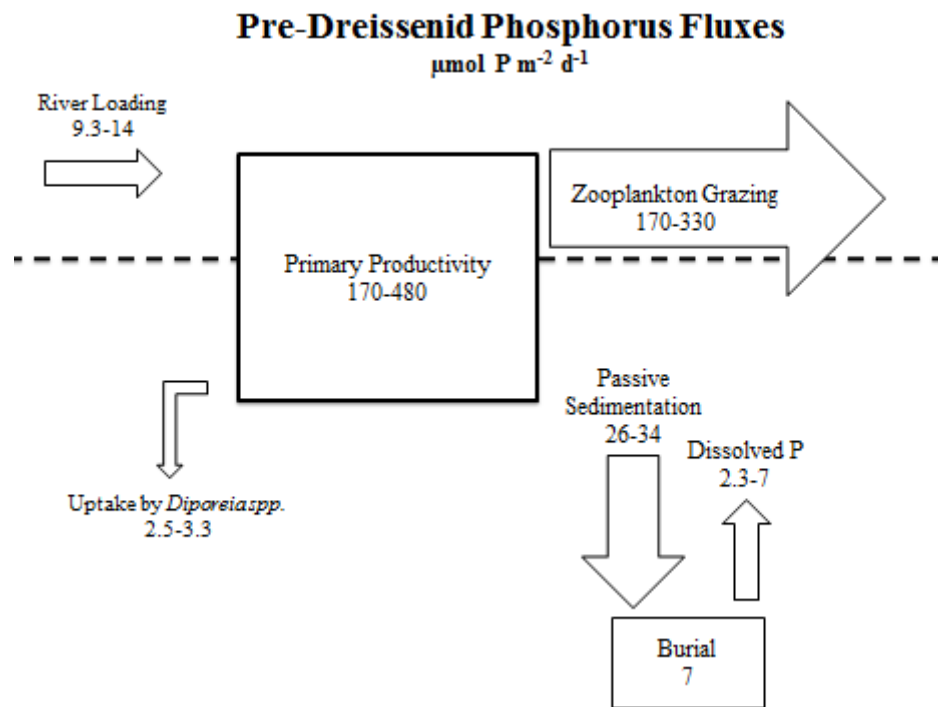 Pre-Dreissenid Phosphorus Fluxes
μmol P m⁻² d⁻¹
River Loading
9.3-14
Zooplankton Grazing
170-330
Primary Productivity
170-480
Passive
Sedimentation
26-34
Dissolved P
2.3-7
Uptake by Diporeiaspp.
2.5-3.3
Burial
7